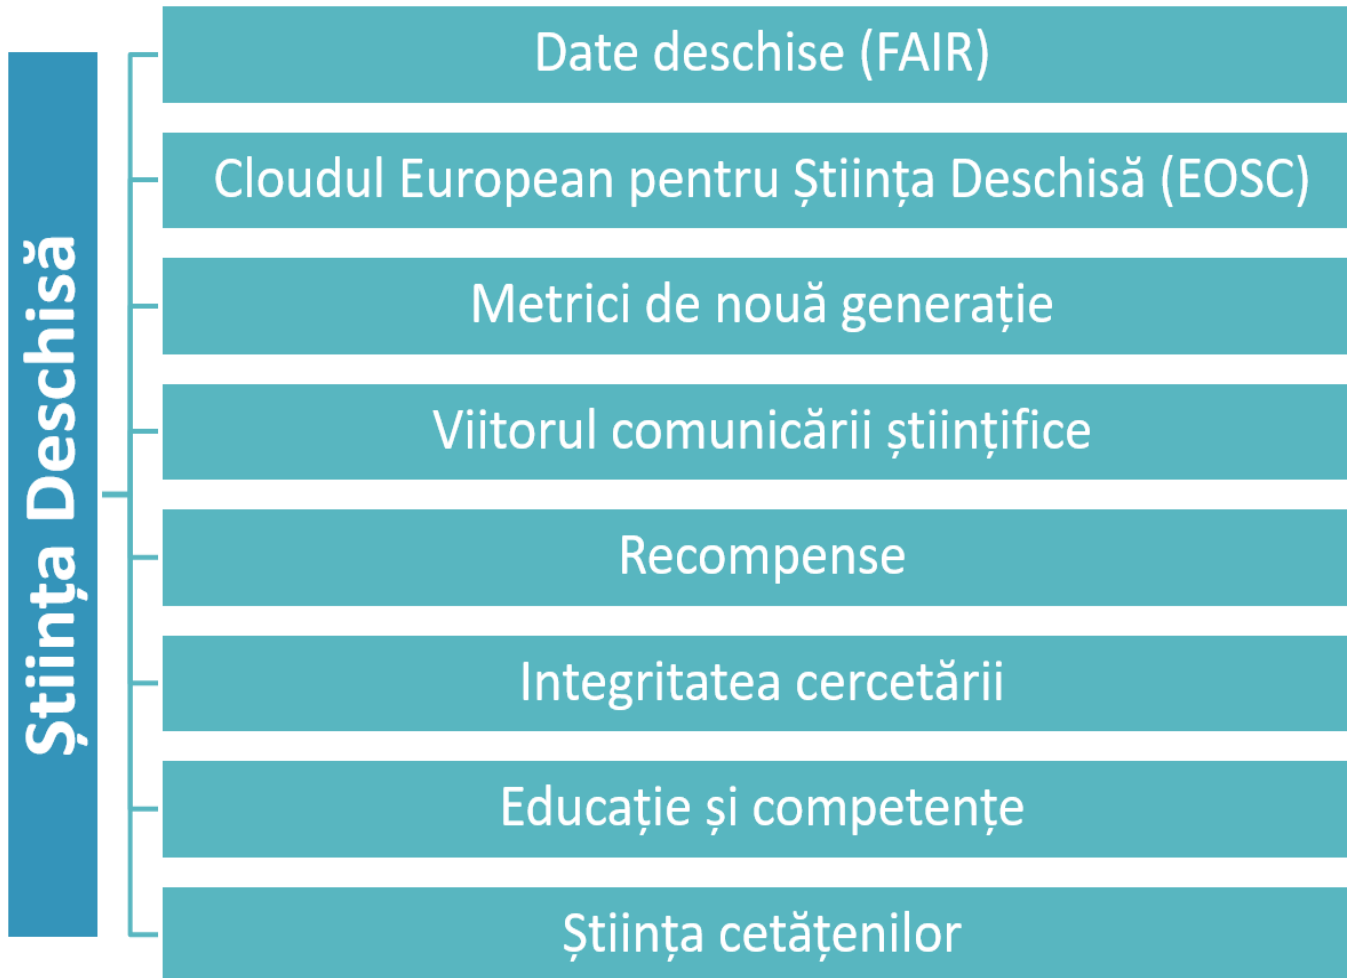 Știința Deschisă
Date deschise (FAIR)
Cloudul European pentru Știința Deschisă (EOSC)
Metrici de nouă generație
Viitorul comunicării științifice
Recompense
Integritatea cercetării
Educație și competențe
Știința cetățenilor